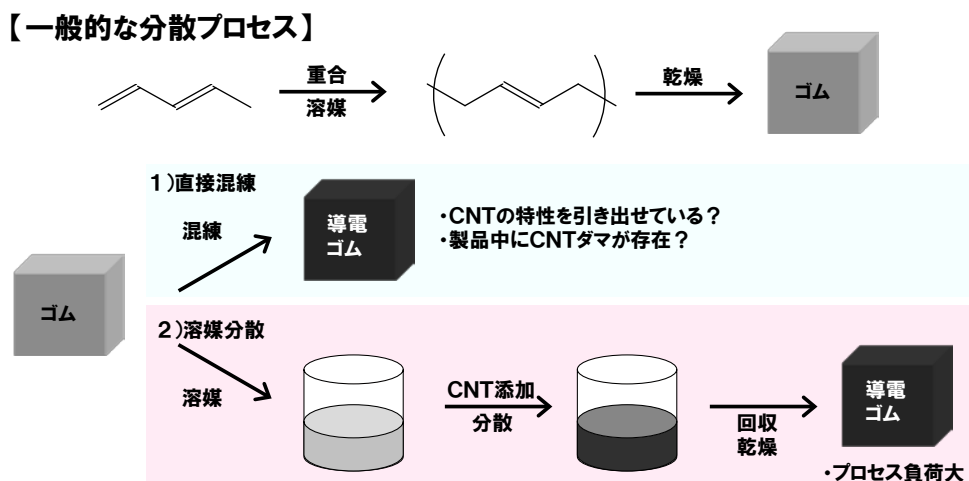 【一般的な分散プロセス】
重合
溶媒
乾燥
ゴム
1)直接混練
混練
導電
ゴム
・CNTの特性を引き出せている?
・製品中にCNTダマが存在?
ゴム
2)溶媒分散
溶媒
CNT添加
分散
回収
乾燥
導電
ゴム
・プロセス負荷大